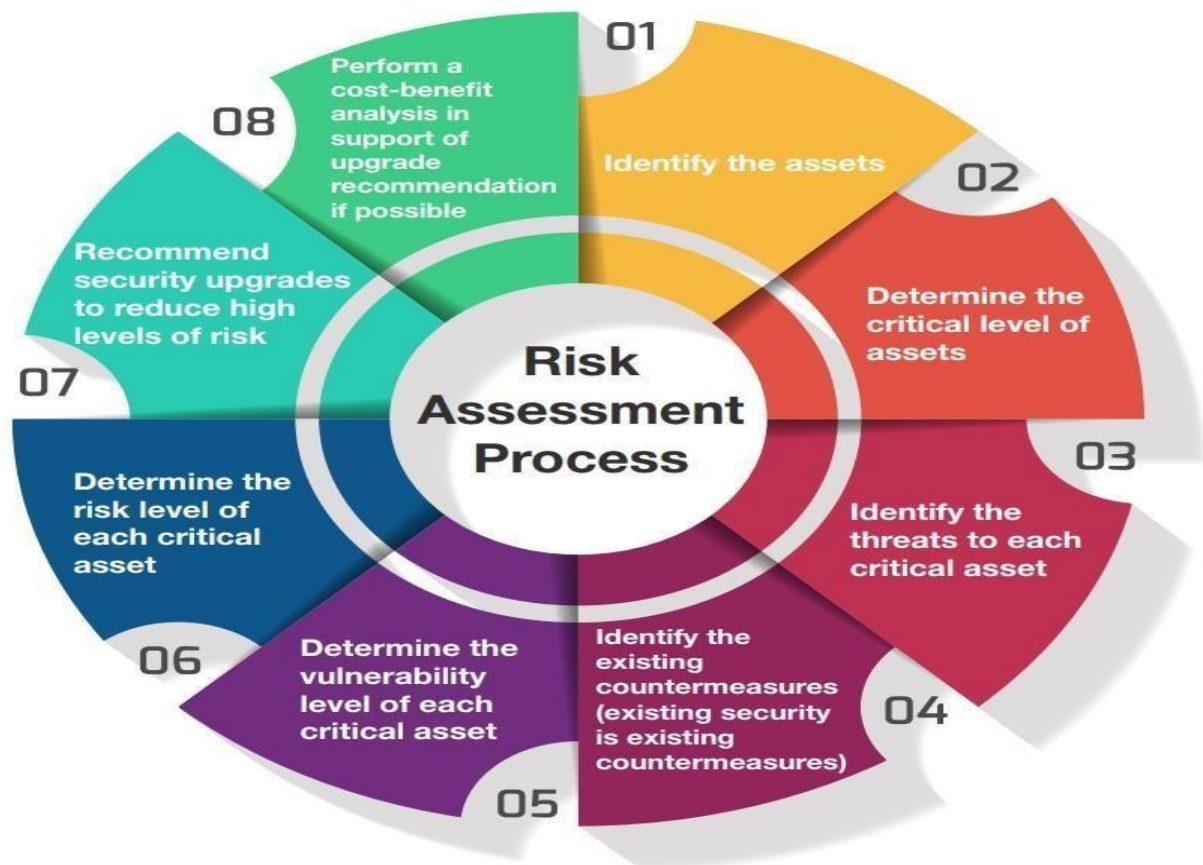 Risk
Assessment
Process
01
Identify the assets
02
Determine the
critical level of
assets
03
Identify the
threats to each
critical asset
04
Identify the
existing
countermeasures
(existing security
is existing
countermeasures)
05
Determine the
vulnerability
level of each
critical asset
06
Determine the
risk level of
each critical
asset
07
Recommend
security upgrades
to reduce high
levels of risk
08
Perform a
cost-benefit
analysis in
support of
upgrade
recommendation
if possible